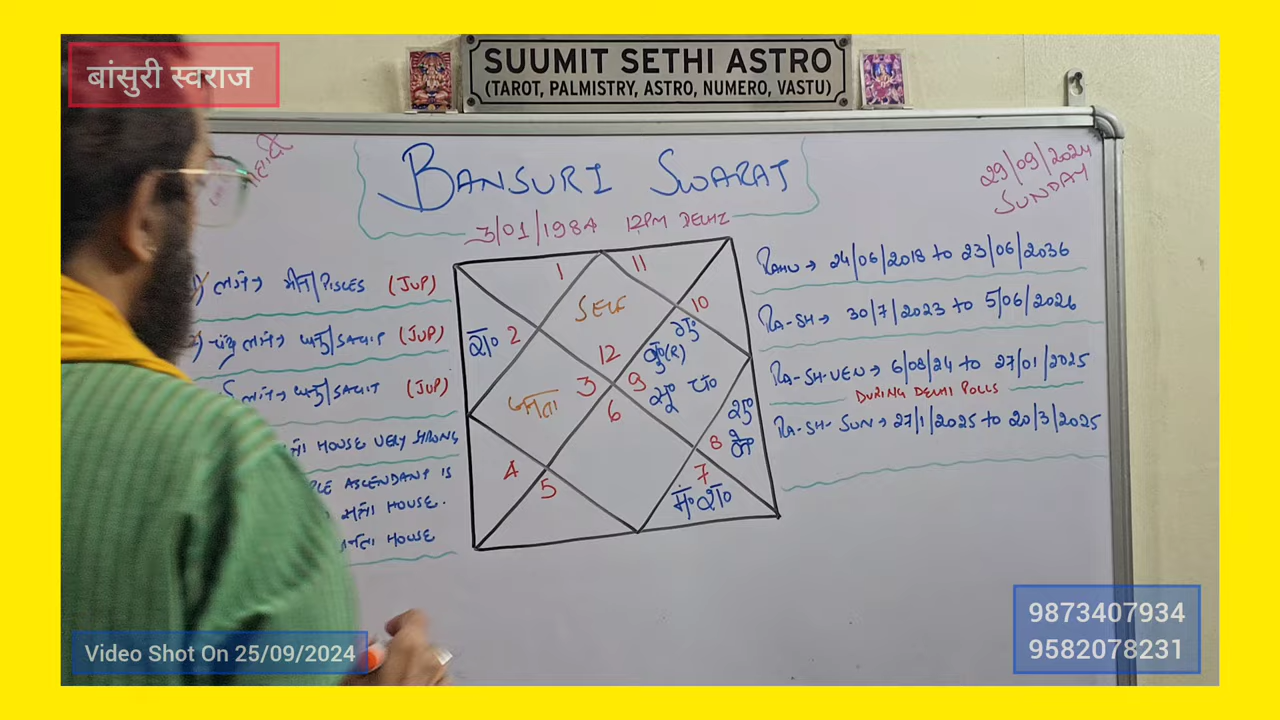 बांसुरी स्वराज
SUUMIT SETHI ASTRO
(TAROT, PALMISTRY, ASTRO, NUMERO, VASTU)
BANSURI SWARAJ
3/01/1984 12PM DELHI
29/09/2024
SUNDAY
लग्न → मीन/PISCES (JUP)
चंद्र लग्न → धनु/SAGIT (JUP)
लग्न → धनु/SAGIT (JUP)
HOUSE VERY STRONG
ASCENDANT IS
HOUSE.
HOUSE
1
11
SELF
10
2
रा०
12
गु०
बु०(R)
3
9
सू० च०
जनता
6
शु०
के०
8
4
5
7
मं० श०
RAHU → 24/06/2018 to 23/06/2036
RA-SH → 30/7/2023 to 5/06/2026
RA-SH-VEN → 6/08/24 to 27/01/2025
DURING DELHI POLLS
RA-SH-SUN → 27/1/2025 to 20/3/2025
9873407934
9582078231
Video Shot On 25/09/2024